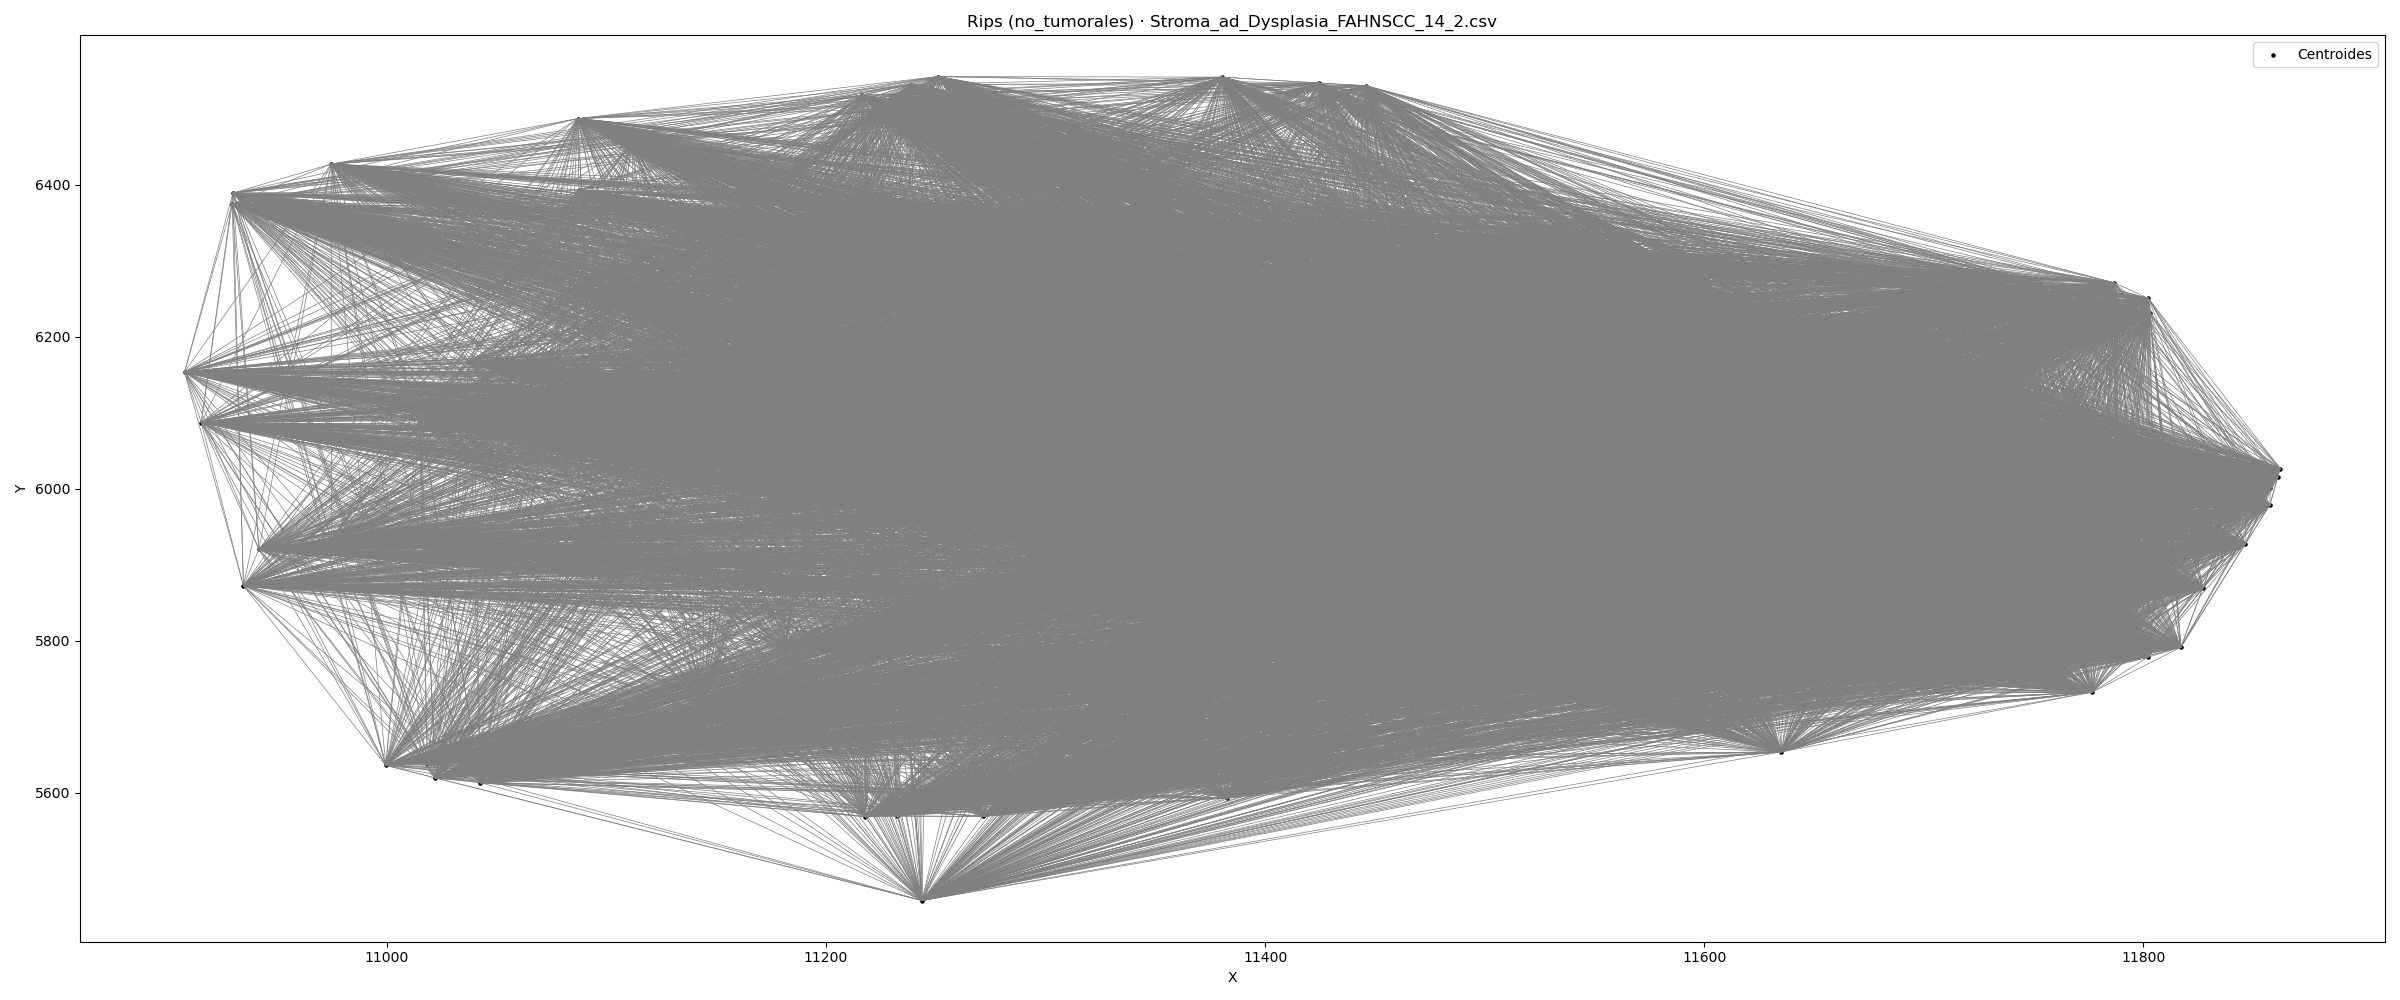 Rips (no_tumorales) · Stroma_ad_Dysplasia_FAHNSCC_14_2.csv
Centroides
6400
6200
6000
5800
5600
Y
11000 11200 11400 11600 11800
X